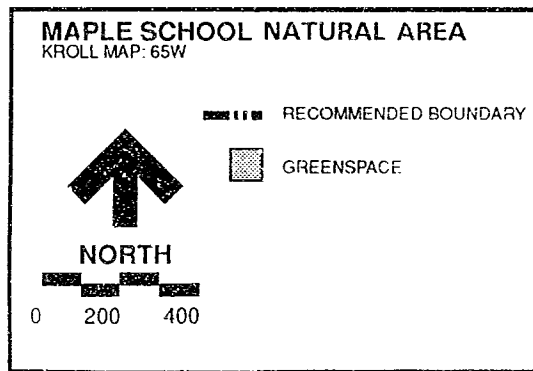 MAPLE SCHOOL NATURAL AREA
KROLL MAP: 65W
RECOMMENDED BOUNDARY
GREENSPACE
NORTH
0 200 400